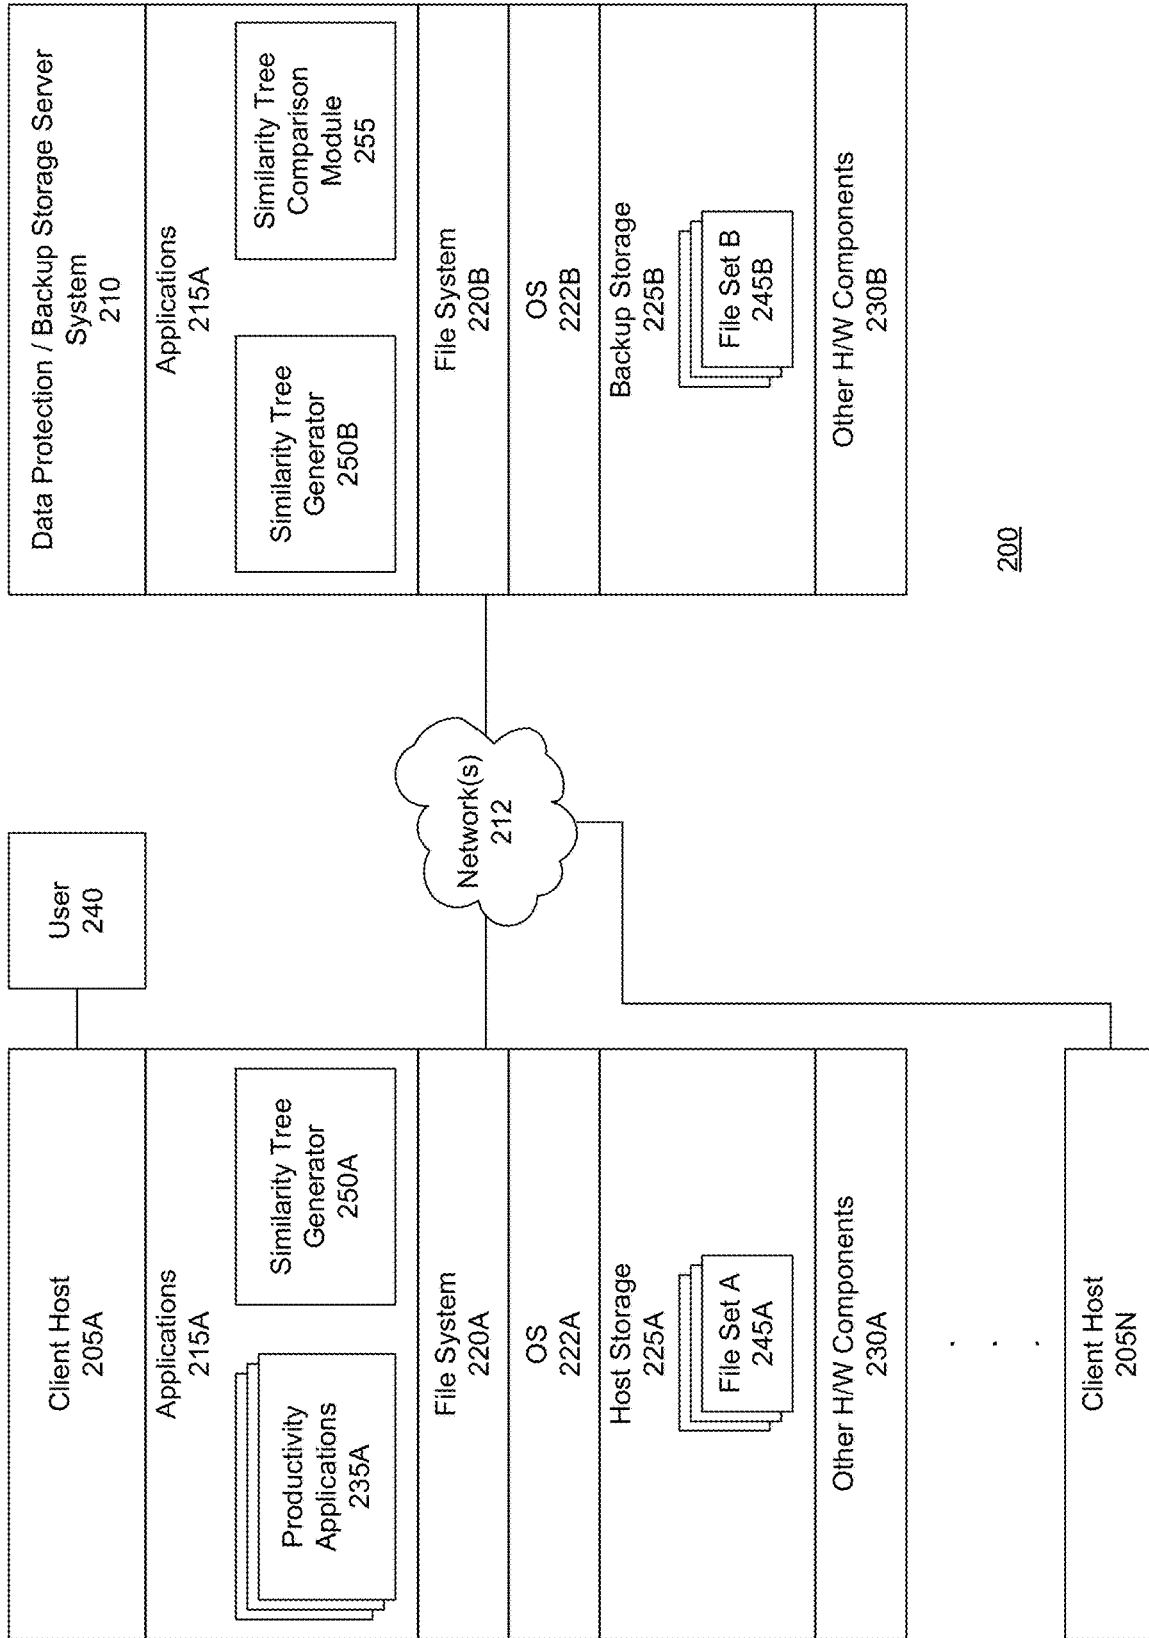 Client Host
205A
Applications
215A
Productivity
Applications
235A
Similarity Tree
Generator
250A
File System
220A
OS
222A
Host Storage
225A
File Set A
245A
Other H/W Components
230A
. . .
Client Host
205N
User
240
Network(s)
212
Data Protection / Backup Storage Server
System
210
Applications
215A
Similarity Tree
Generator
250B
Similarity Tree
Comparison
Module
255
File System
220B
OS
222B
Backup Storage
225B
File Set B
245B
Other H/W Components
230B
200